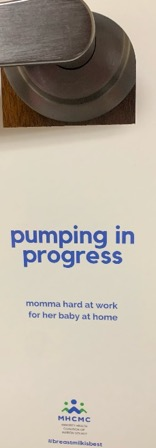 pumping in
progress
momma hard at work
for her baby at home
MHCMC
#breastmilkisbest